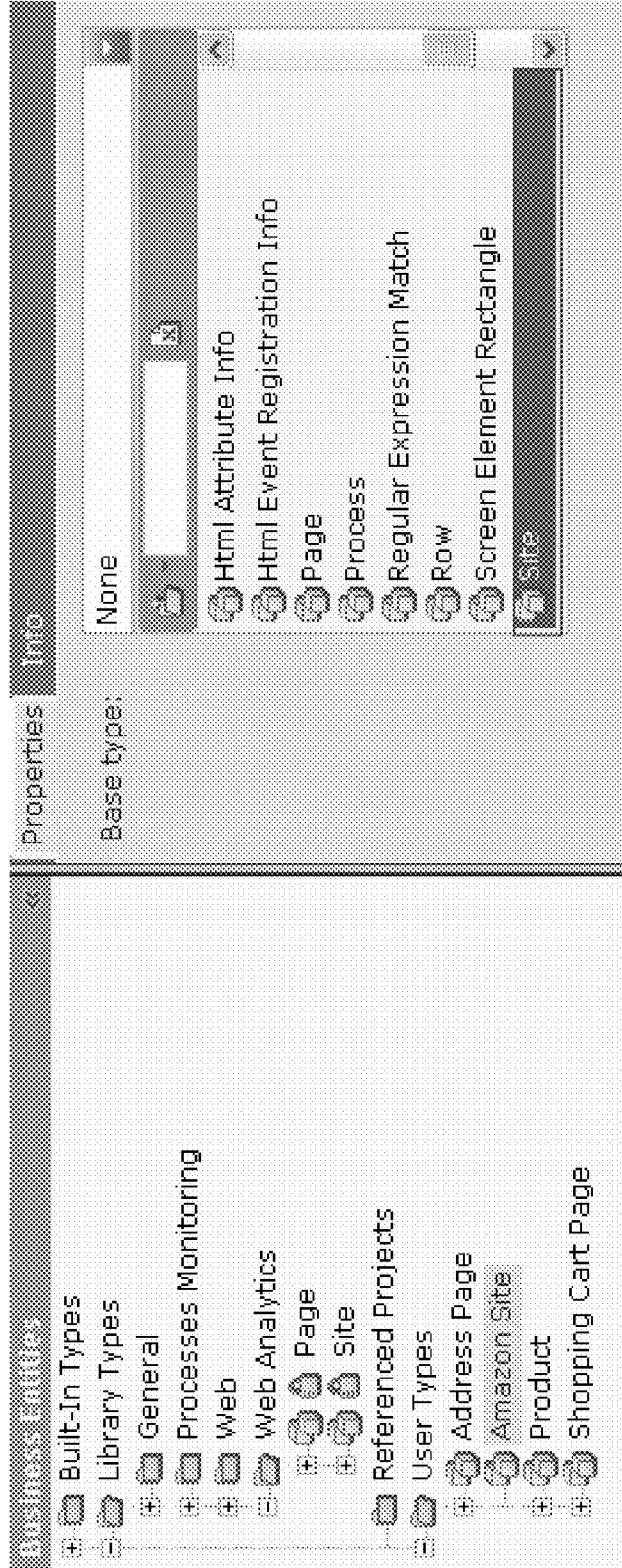 Business Entities
Built-In Types
Library Types
General
Processes Monitoring
Web
Web Analytics
Page
Site
Referenced Projects
User Types
Address Page
Amazon Site
Product
Shopping Cart Page
Properties Info
Base type: None
Html Attribute Info
Html Event Registration Info
Page
Process
Regular Expression Match
Row
Screen Element Rectangle
Site